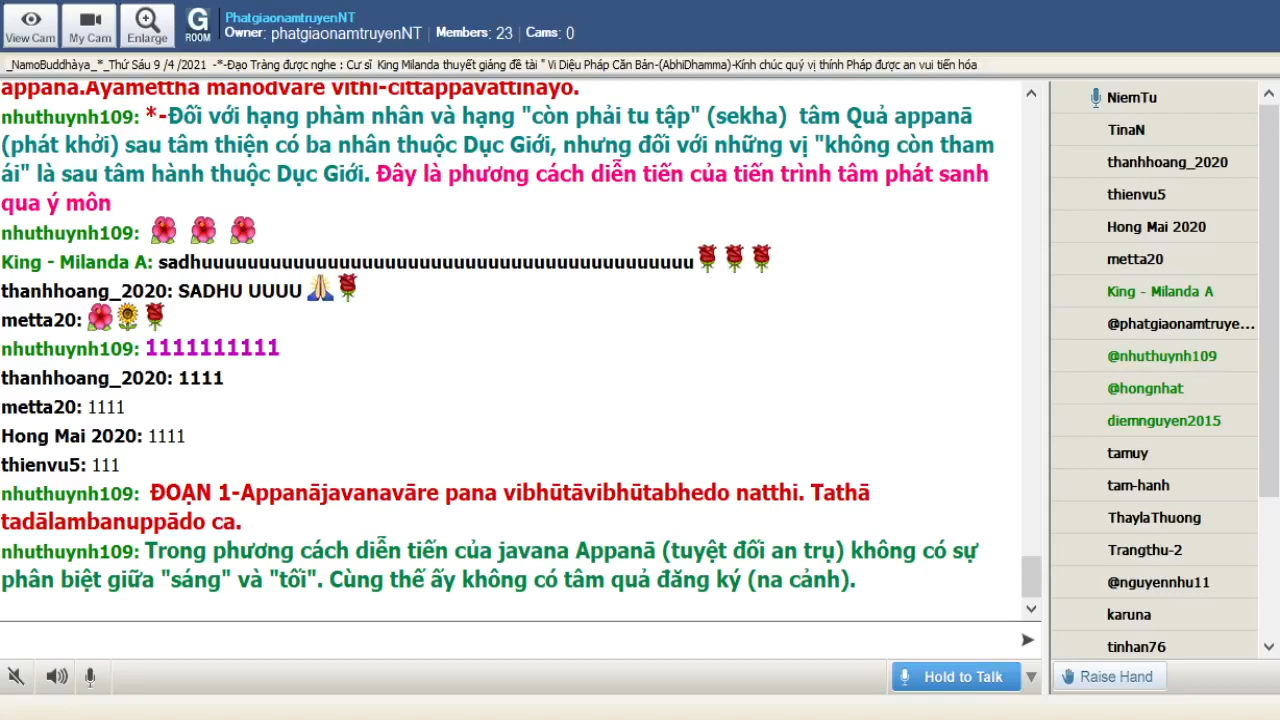 View Cam
My Cam
Enlarge
G
ROOM
PhatgiaonamtruyenNT
Owner: phatgiaonamtruyenNT | Members: 23 | Cams: 0
_NamoBuddhàya_*_Thứ Sáu 9 /4 /2021 -*-Đạo Tràng được nghe : Cư sĩ King Milanda thuyết giảng đề tài " Vi Diệu Pháp Căn Bản-(AbhiDhamma)-Kính chúc quý vị thính Pháp được an vui tiến hóa
appanā.Ayametthā manodvāre vīthi-cittappavattinayo.
nhuthuynh109: *-Đối với hạng phàm nhân và hạng "còn phải tu tập" (sekha) tâm Quả appanā
(phát khởi) sau tâm thiện có ba nhân thuộc Dục Giới, nhưng đối với những vị "không còn tham
ái" là sau tâm hành thuộc Dục Giới. Đây là phương cách diễn tiến của tiến trình tâm phát sanh
qua ý môn
nhuthuynh109:
King - Milanda A: sadhuuuuuuuuuuuuuuuuuuuuuuuuuuuuuuuuuuuuuuuuuuu
thanhhoang_2020: SADHU UUUU
metta20:
nhuthuynh109: 1111111111
thanhhoang_2020: 1111
metta20: 1111
Hong Mai 2020: 1111
thienvu5: 111
nhuthuynh109: ĐOẠN 1-Appanājavanavāre pana vibhūtāvibhūtabhedo natthi. Tathā
tadālambanuppādo ca.
nhuthuynh109: Trong phương cách diễn tiến của javana Appanā (tuyệt đối an trụ) không có sự
phân biệt giữa "sáng" và "tối". Cùng thế ấy không có tâm quả đăng ký (na cảnh).
NiemTu
TinaN
thanhhoang_2020
thienvu5
Hong Mai 2020
metta20
King - Milanda A
@phatgiaonamtruye...
@nhuthuynh109
@hongnhat
diemnguyen2015
tamuy
tam-hanh
ThaylaThuong
Trangthu-2
@nguyennhu11
karuna
tinhan76
Hold to Talk
Raise Hand